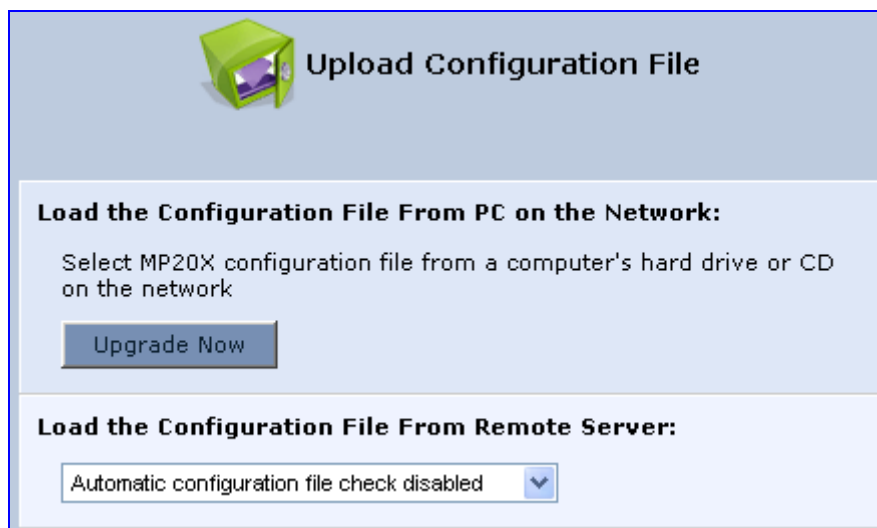 Upload Configuration File
Load the Configuration File From PC on the Network:
Select MP20X configuration file from a computer's hard drive or CD
on the network
Upgrade Now
Load the Configuration File From Remote Server:
Automatic configuration file check disabled